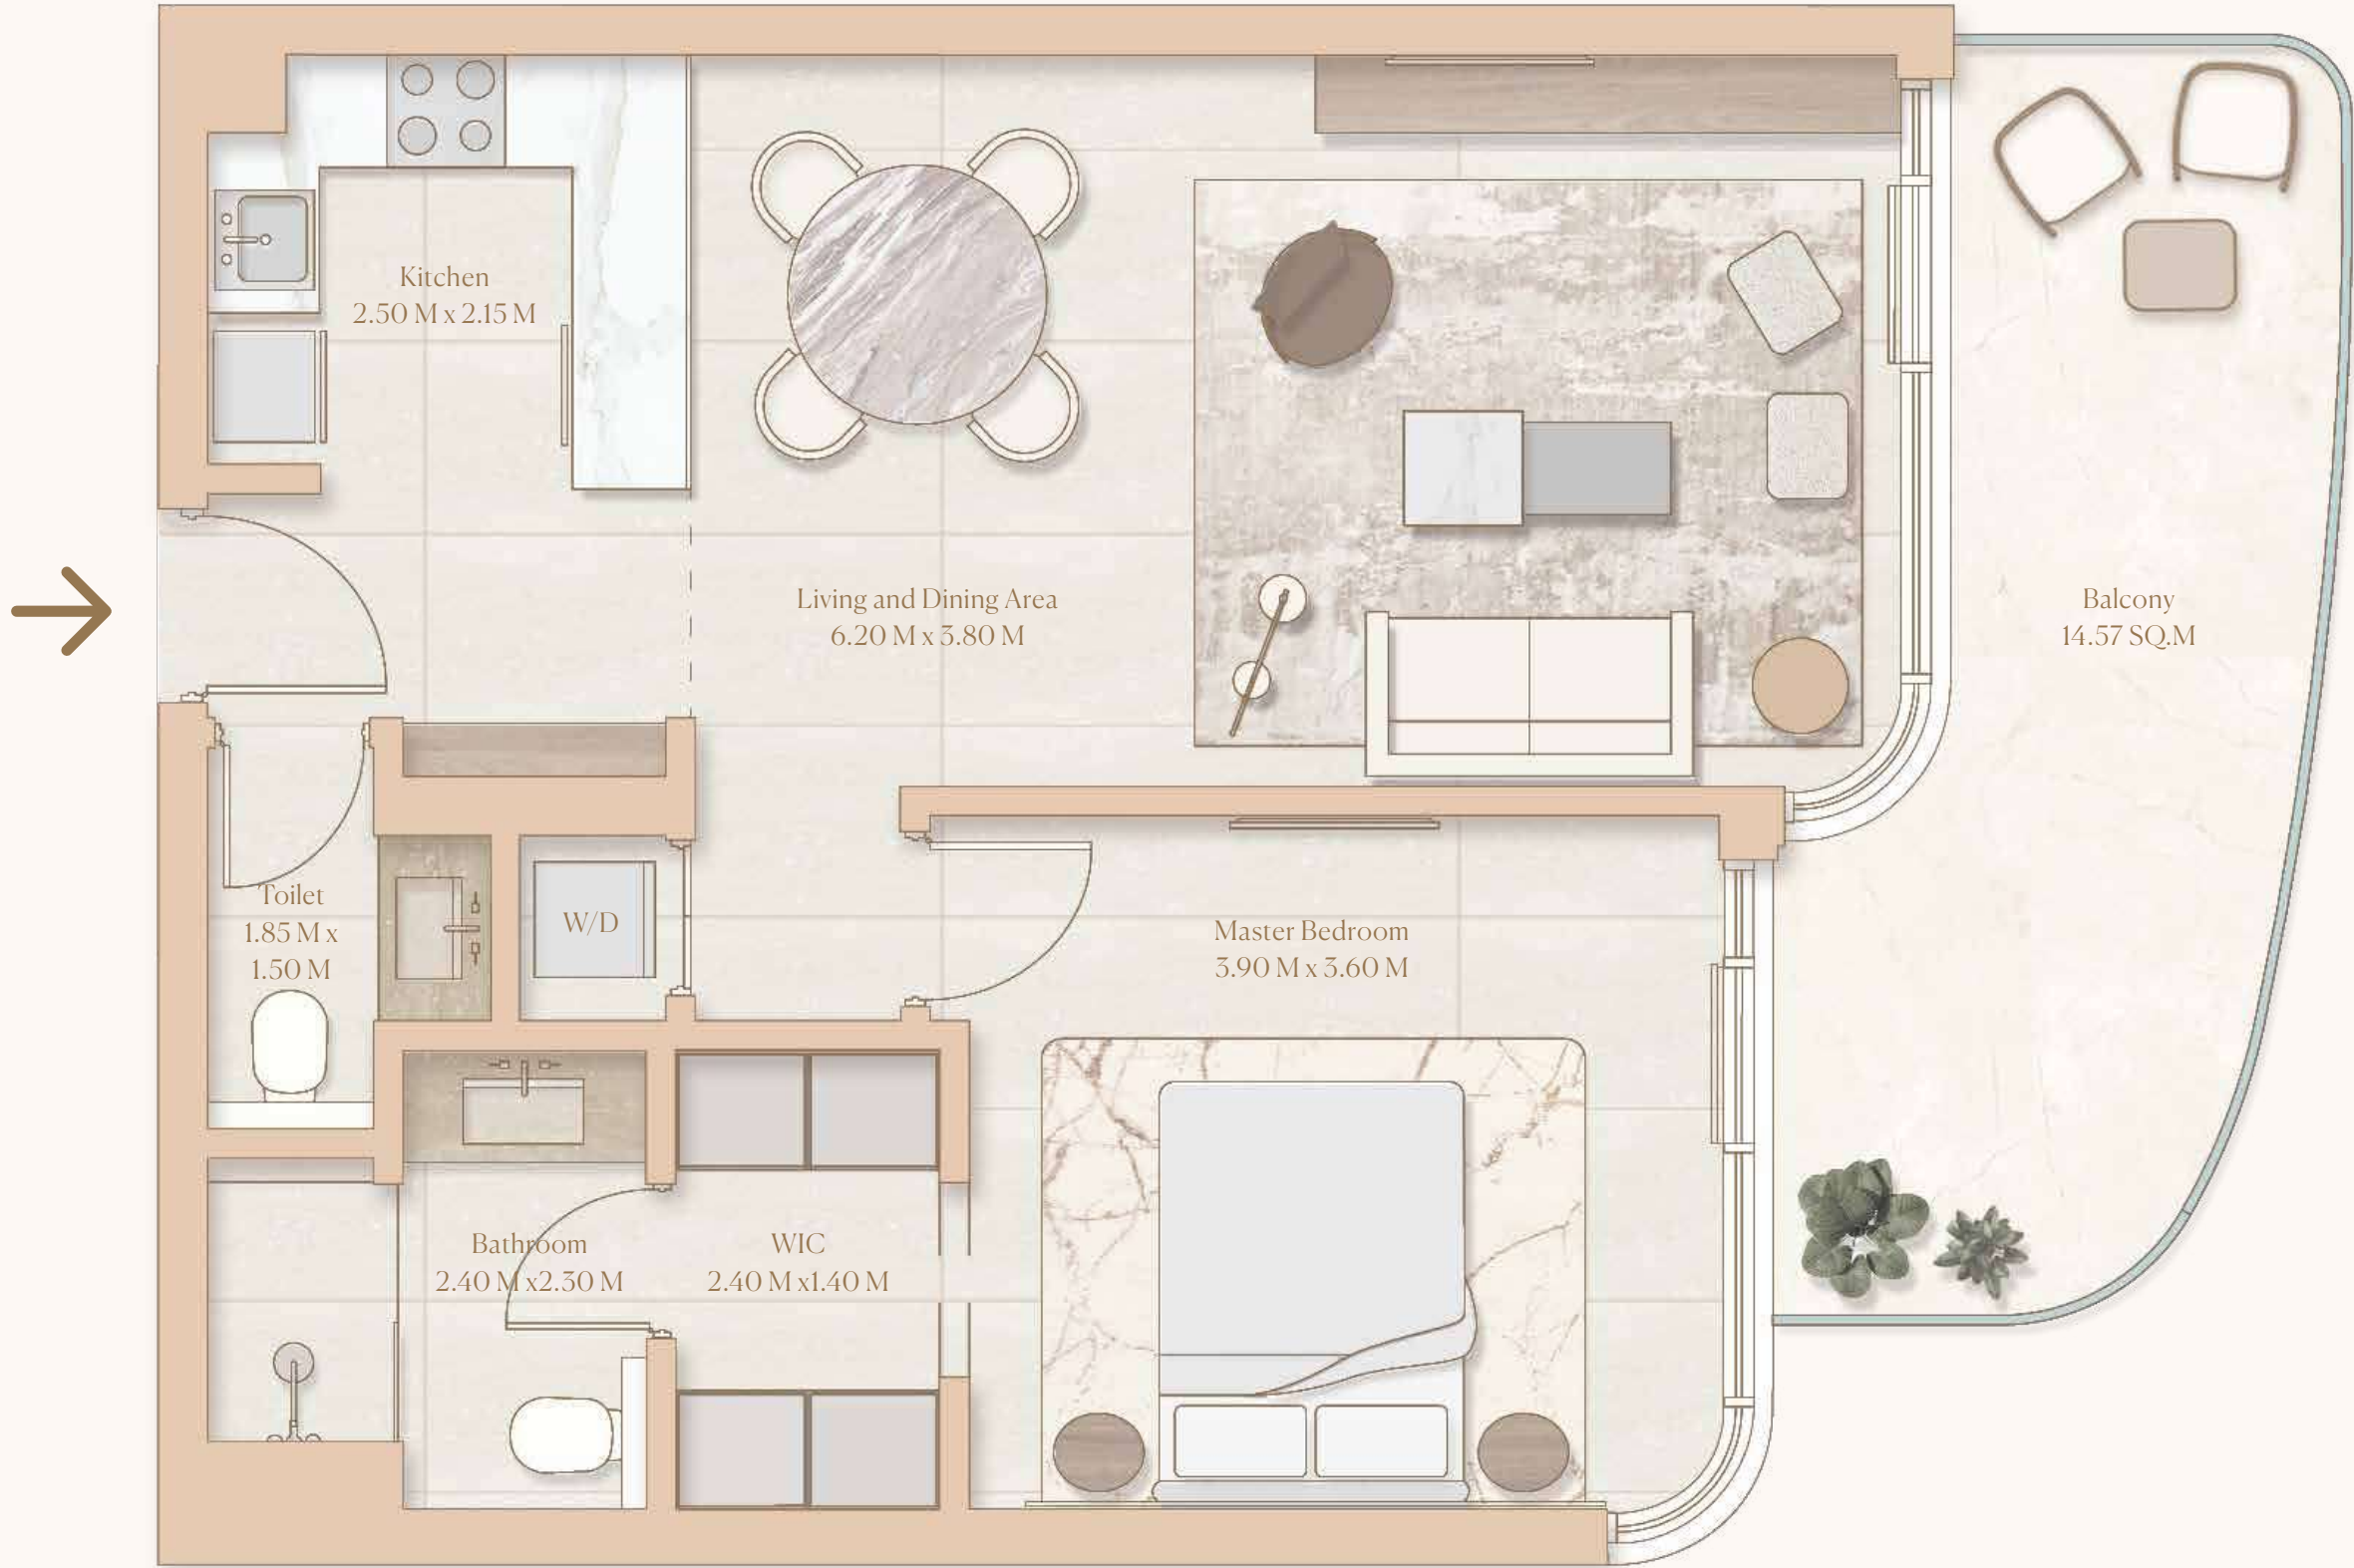 Kitchen
2.50 M x 2.15 M
Living and Dining Area
6.20 M x 3.80 M
Balcony
14.57 SQ.M
Toilet
1.85 M x
1.50 M
W/D
Master Bedroom
3.90 M x 3.60 M
Bathroom
2.40 M x2.30 M
WIC
2.40 M x1.40 M